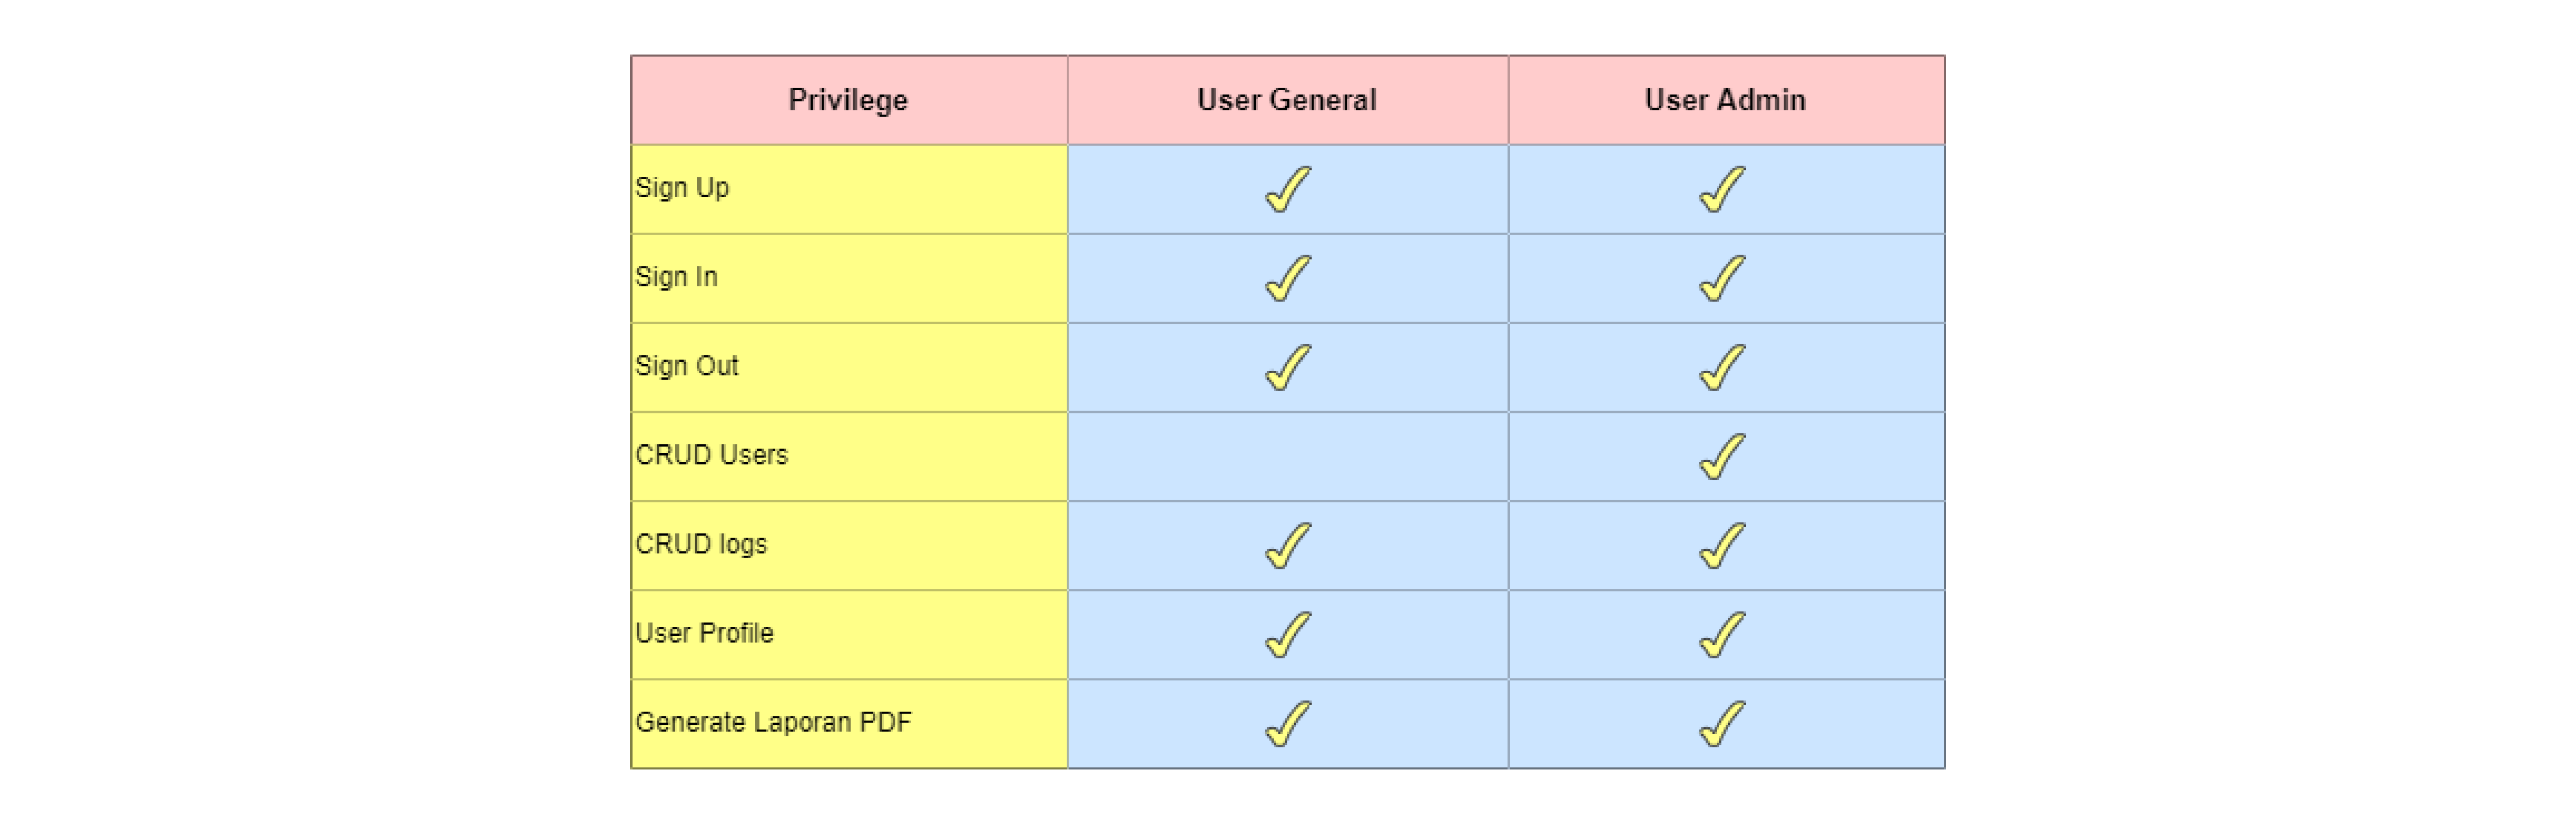 Privilege User General User Admin
Sign Up
Sign In
Sign Out
CRUD Users
CRUD logs
User Profile
Generate Laporan PDF